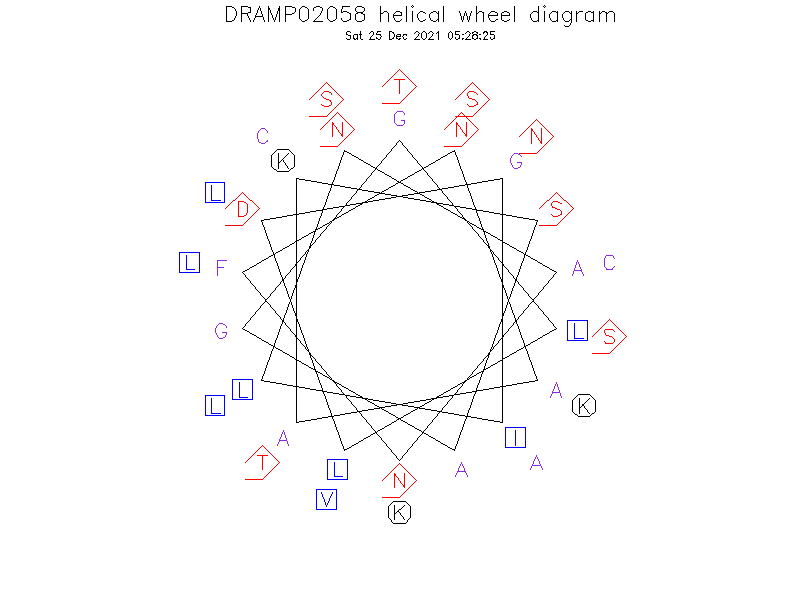 DRAMP02058 helical wheel diagram
Sat 25 Dec 2021 05:28:25
T
S S
G
N N N
C
K G
L
D S
L F A C
G L S
L A
L K
A I
T L A A
N
V
K